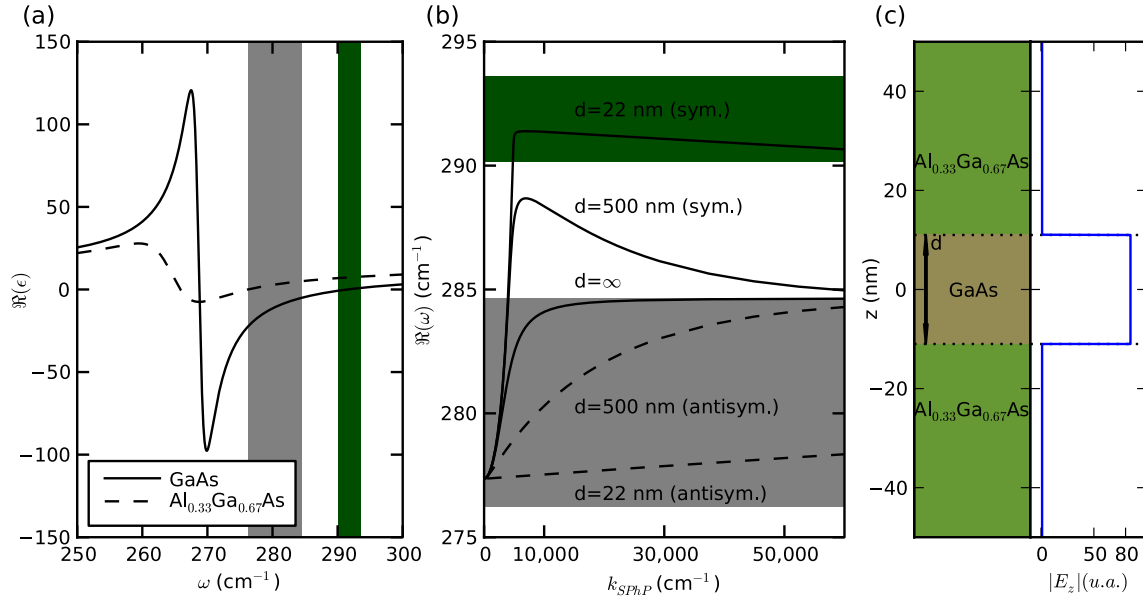 (a)
150
100
50
0
−50
−100
−150
ℜ(ϵ)
GaAs
Al0.33Ga0.67As
250
260
270
280
290
300
ω (cm−1)
(b)
295
290
285
280
275
ℜ(ω) (cm−1)
d=22 nm (sym.)
d=500 nm (sym.)
d=∞
d=500 nm (antisym.)
d=22 nm (antisym.)
0
10,000
30,000
50,000
kSPhP (cm−1)
(c)
Al0.33Ga0.67As
d
GaAs
Al0.33Ga0.67As
z (nm)
40
20
0
−20
−40
0
50
80
|Ez|(u.a.)